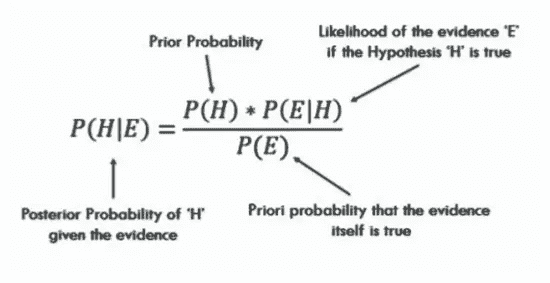 Likelihood of the evidence 'E'
if the Hypothesis 'H' is true
Prior Probability
P(H|E) = P(H) * P(E|H) / P(E)
Posterior Probability of 'H'
given the evidence
Priori probability that the evidence
itself is true